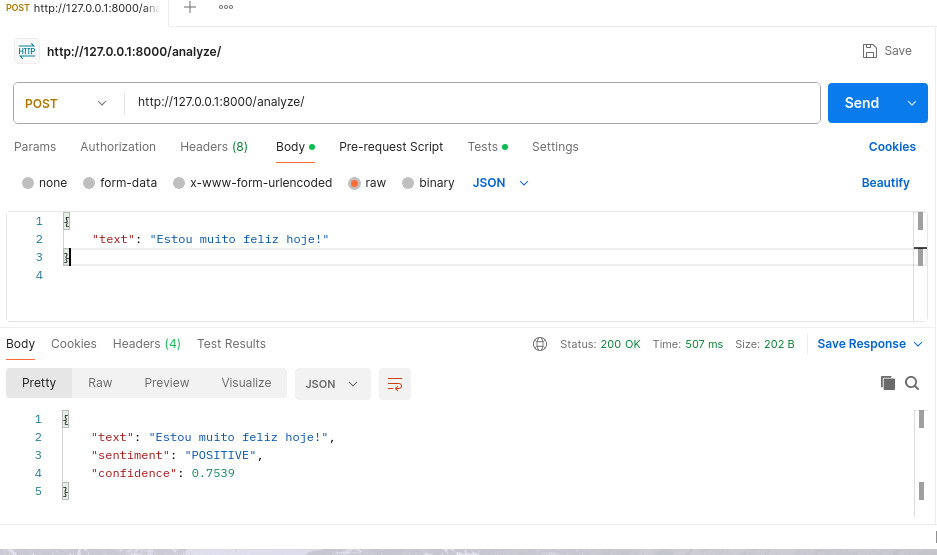 POST http://127.0.0.1:8000/ana
HTTP http://127.0.0.1:8000/analyze/ Save
POST http://127.0.0.1:8000/analyze/ Send
Params Authorization Headers (8) Body Pre-request Script Tests Settings Cookies
none form-data x-www-form-urlencoded raw binary JSON Beautify
1 {
2 "text": "Estou muito feliz hoje!"
3 }
4
Body Cookies Headers (4) Test Results Status: 200 OK Time: 507 ms Size: 202 B Save Response
Pretty Raw Preview Visualize JSON
1 {
2 "text": "Estou muito feliz hoje!",
3 "sentiment": "POSITIVE",
4 "confidence": 0.7539
5 }